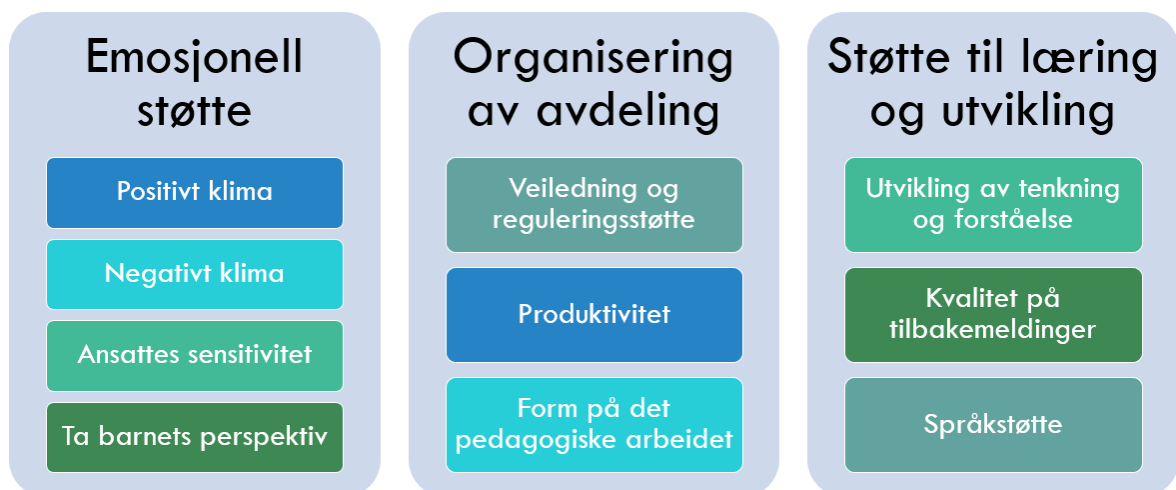 Emosjonell
støtte
Positivt klima
Negativt klima
Ansattes sensitivitet
Ta barnets perspektiv
Organisering
av avdeling
Veiledning og
reguleringsstøtte
Produktivitet
Form på det
pedagogiske arbeidet
Støtte til læring
og utvikling
Utvikling av tenkning
og forståelse
Kvalitet på
tilbakemeldinger
Språkstøtte